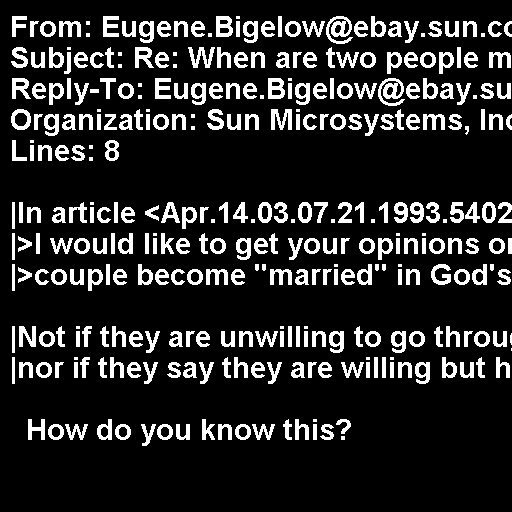 From: Eugene.Bigelow@ebay.sun.co
Subject: Re: When are two people m
Reply-To: Eugene.Bigelow@ebay.su
Organization: Sun Microsystems, Inc
Lines: 8
|In article <Apr.14.03.07.21.1993.5402
|>I would like to get your opinions o
|>couple become "married" in God's
|Not if they are unwilling to go throu
|nor if they say they are willing but h
How do you know this?